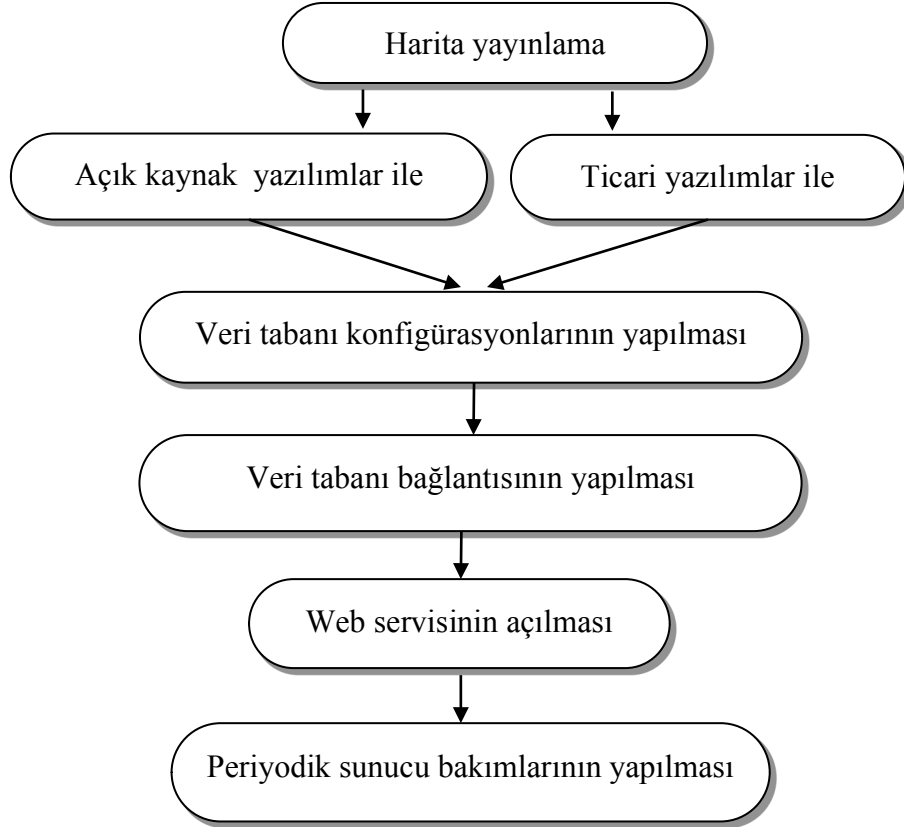 Harita yayınlama
Açık kaynak yazılımlar ile
Ticari yazılımlar ile
Veri tabanı konfigürasyonlarının yapılması
Veri tabanı bağlantısının yapılması
Web servisinin açılması
Periyodik sunucu bakımlarının yapılması